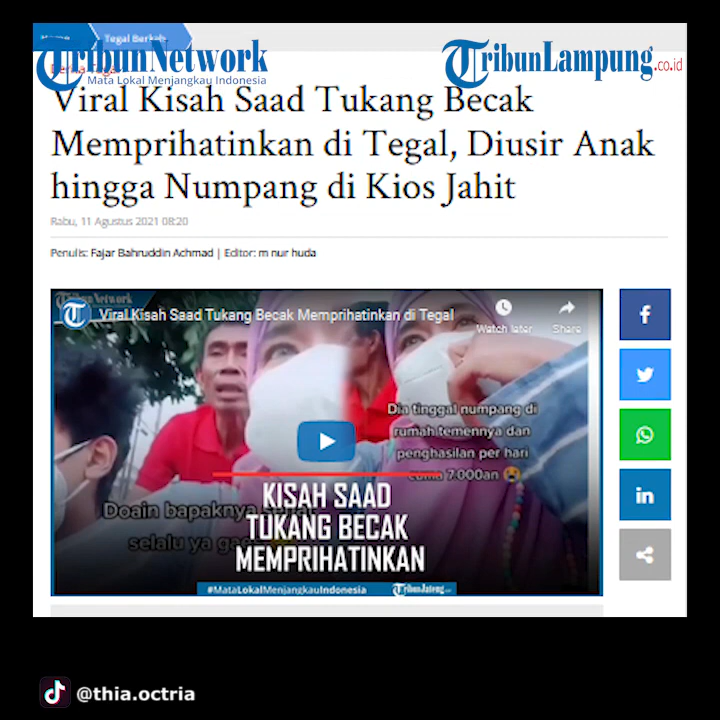 Home
Tegal Berkah
TribunNetwork
Mata Lokal Menjangkau Indonesia
TribunLampung.co.id
Viral Kisah Saad Tukang Becak
Memprihatinkan di Tegal, Diusir Anak
hingga Numpang di Kios Jahit
Rabu, 11 Agustus 2021 08:20
Penulis: Fajar Bahruddin Achmad | Editor: m nur huda
Viral Kisah Saad Tukang Becak Memprihatinkan di Tegal
Watch later
Share
Dia tinggal numpang di
rumah temennya dan
penghasilan per hari
cuma 7.000an 😭
Doain bapaknya
selalu ya
KISAH SAAD
TUKANG BECAK
MEMPRIHATINKAN
#MataLokalMenjangkauIndonesia
TribunJateng
@thia.octria